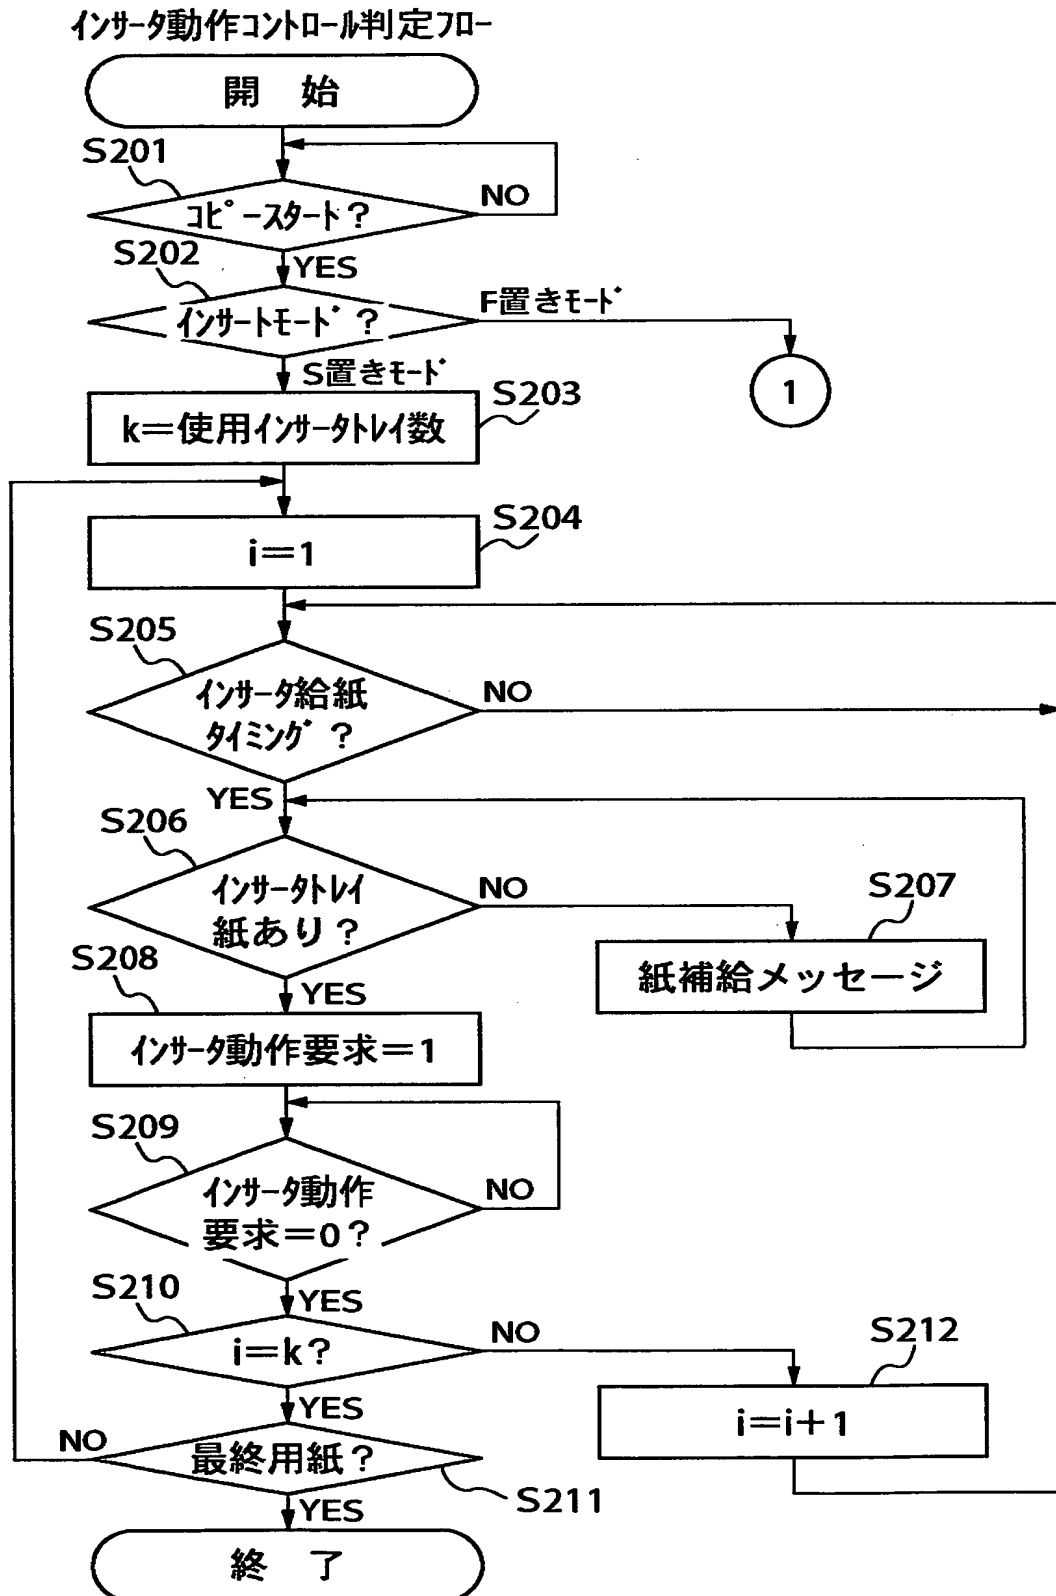 インサータ動作コントロール判定フロー
開 始
S201
コピースタート？
NO
YES
S202
インサートモード？
F置きモード
1
S置きモード
S203
k＝使用インサータトレイ数
S204
i＝1
S205
インサータ給紙
タイミング？
NO
YES
S206
インサータトレイ
紙あり？
NO
S207
紙補給メッセージ
YES
S208
インサータ動作要求＝1
S209
インサータ動作
要求＝0？
NO
YES
S210
i＝k？
NO
S212
i＝i＋1
YES
最終用紙？
NO
S211
YES
終 了